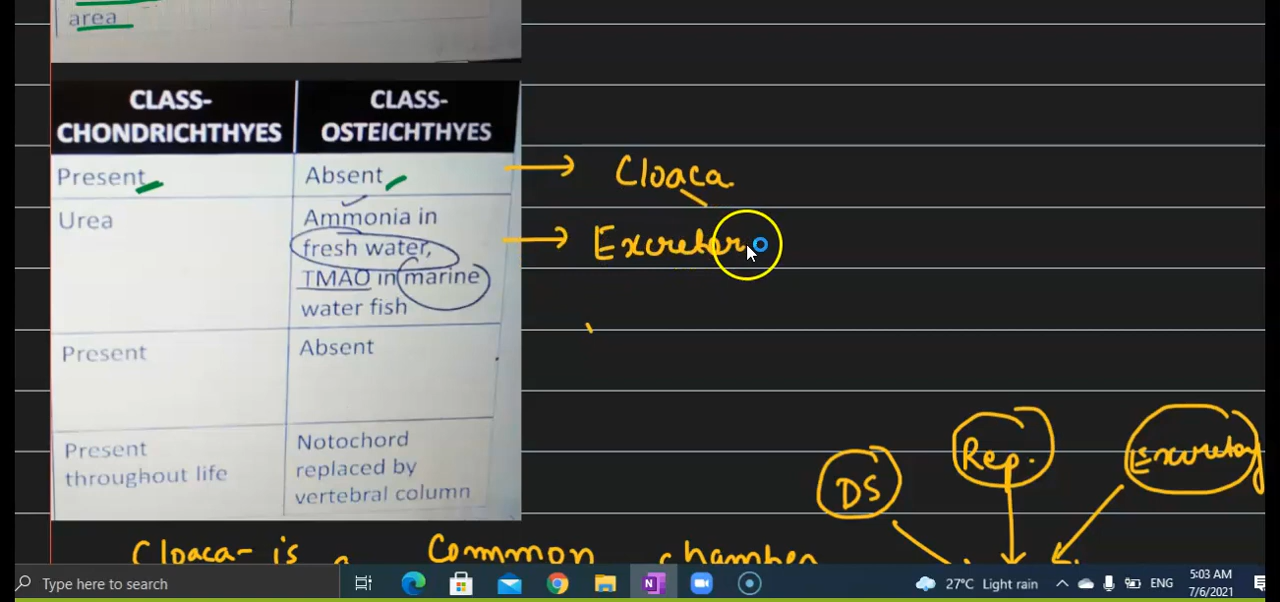 area
CLASS-
CHONDRICHTHYES
CLASS-
OSTEICHTHYES
Present
Absent
Cloaca
Urea
Ammonia in
fresh water,
TMAO in marine
water fish
Excretor
Present
Absent
Present
throughout life
Notochord
replaced by
vertebral column
DS
Rep.
Excretory
Cloaca- is a Common chamber
Type here to search
27°C Light rain
ENG
5:03 AM
7/6/2021